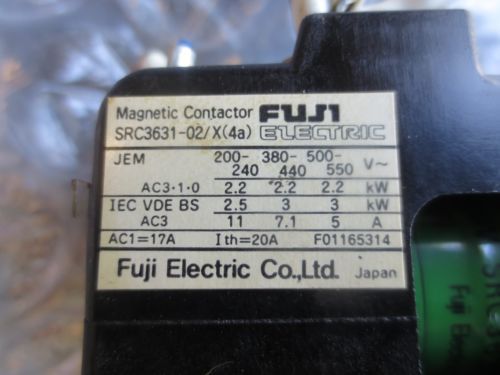 Magnetic Contactor FUJI
SRC3631-02/X(4a) ELECTRIC
JEM 200- 380- 500- V~
240 440 550
AC3·1·0 2.2 2.2 2.2 kW
IEC VDE BS 2.5 3 3 kW
AC3 11 7.1 5 A
AC1=17A Ith=20A F01165314
Fuji Electric Co.,Ltd. Japan
Fuji